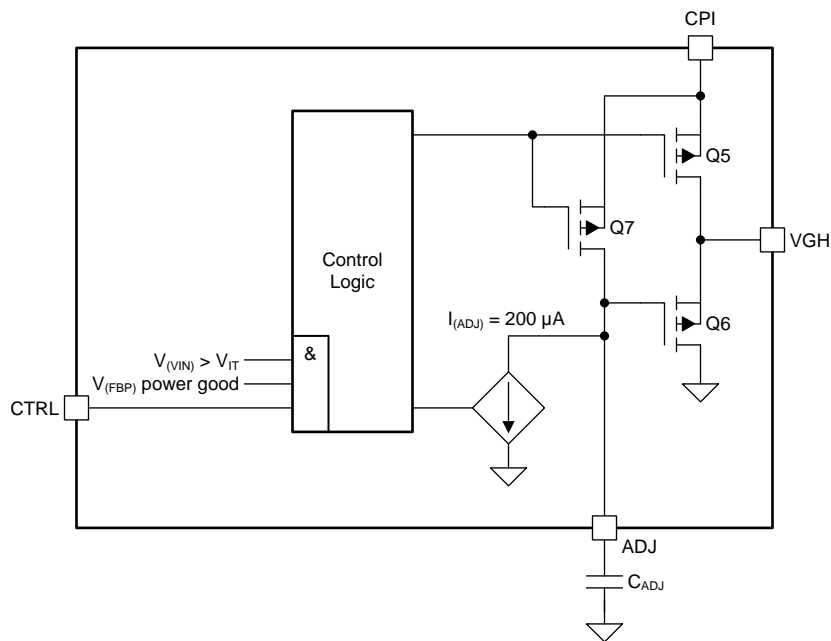 CPI
Q5
Q7
VGH
Control
Logic
I(ADJ) = 200 µA
Q6
&
V(VIN) > VIT
V(FBP) power good
CTRL
ADJ
CADJ